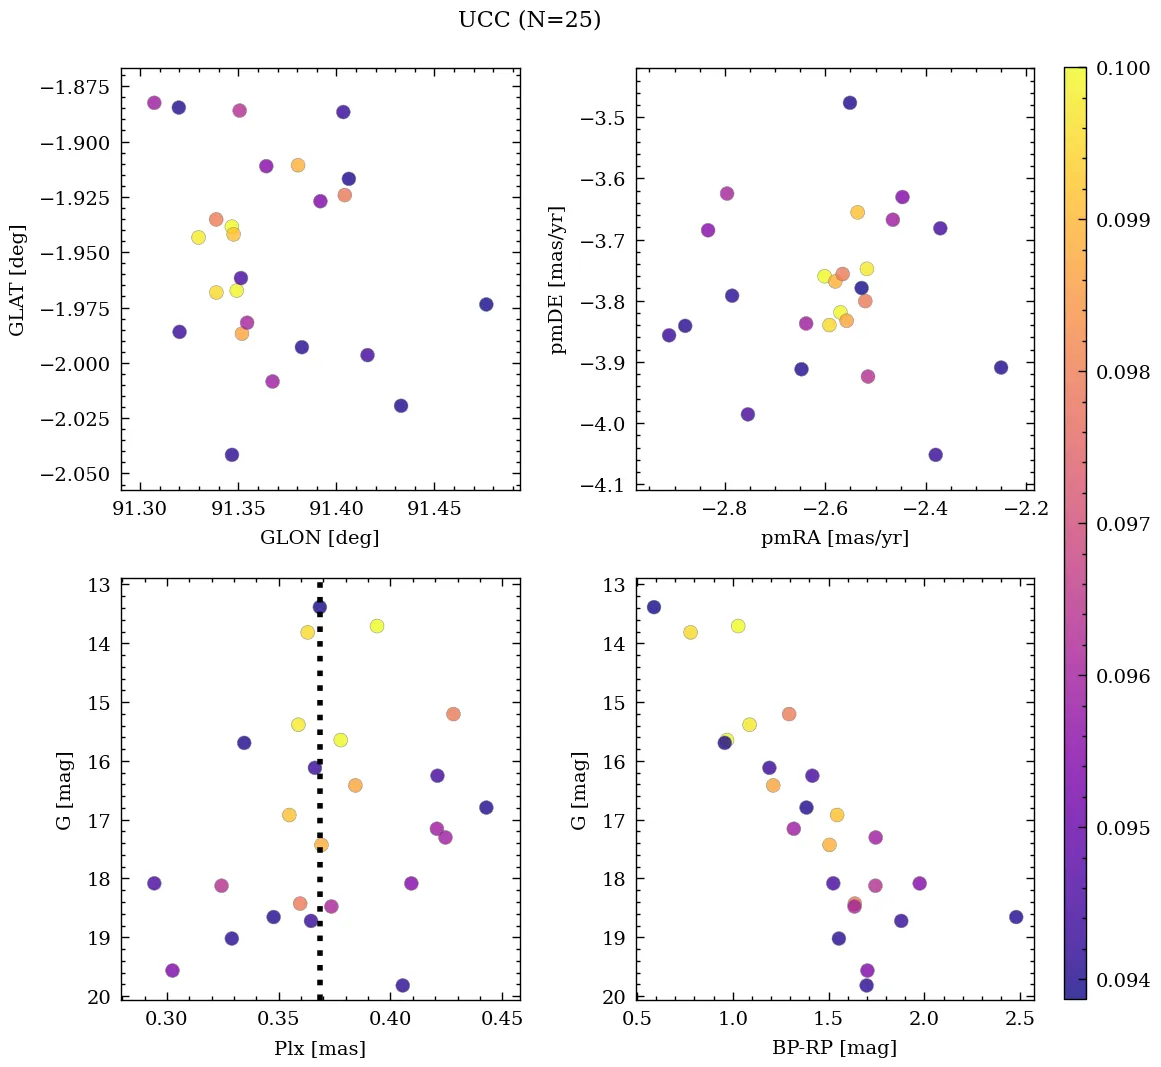 UCC (N=25)
−1.875
−1.900
−1.925
−1.950
−1.975
−2.000
−2.025
−2.050
GLAT [deg]
91.30 91.35 91.40 91.45
GLON [deg]
−3.5
−3.6
−3.7
−3.8
−3.9
−4.0
−4.1
pmDE [mas/yr]
−2.8 −2.6 −2.4 −2.2
pmRA [mas/yr]
13
14
15
16
17
18
19
20
G [mag]
0.30 0.35 0.40 0.45
Plx [mas]
13
14
15
16
17
18
19
20
G [mag]
0.5 1.0 1.5 2.0 2.5
BP-RP [mag]
0.100
0.099
0.098
0.097
0.096
0.095
0.094